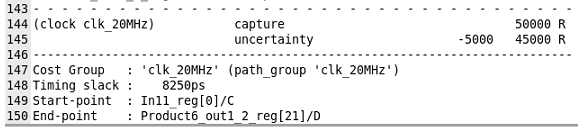 143 - - - - - - - - - - - - - - - - - - - - - - - - - - - - - - - - - - -
144 (clock clk_20MHz) capture 50000 R
145 uncertainty -5000 45000 R
146 -----------------------------------------------------------------------
147 Cost Group : 'clk_20MHz' (path_group 'clk_20MHz')
148 Timing slack : 8250ps
149 Start-point : In11_reg[0]/C
150 End-point : Product6_out1_2_reg[21]/D